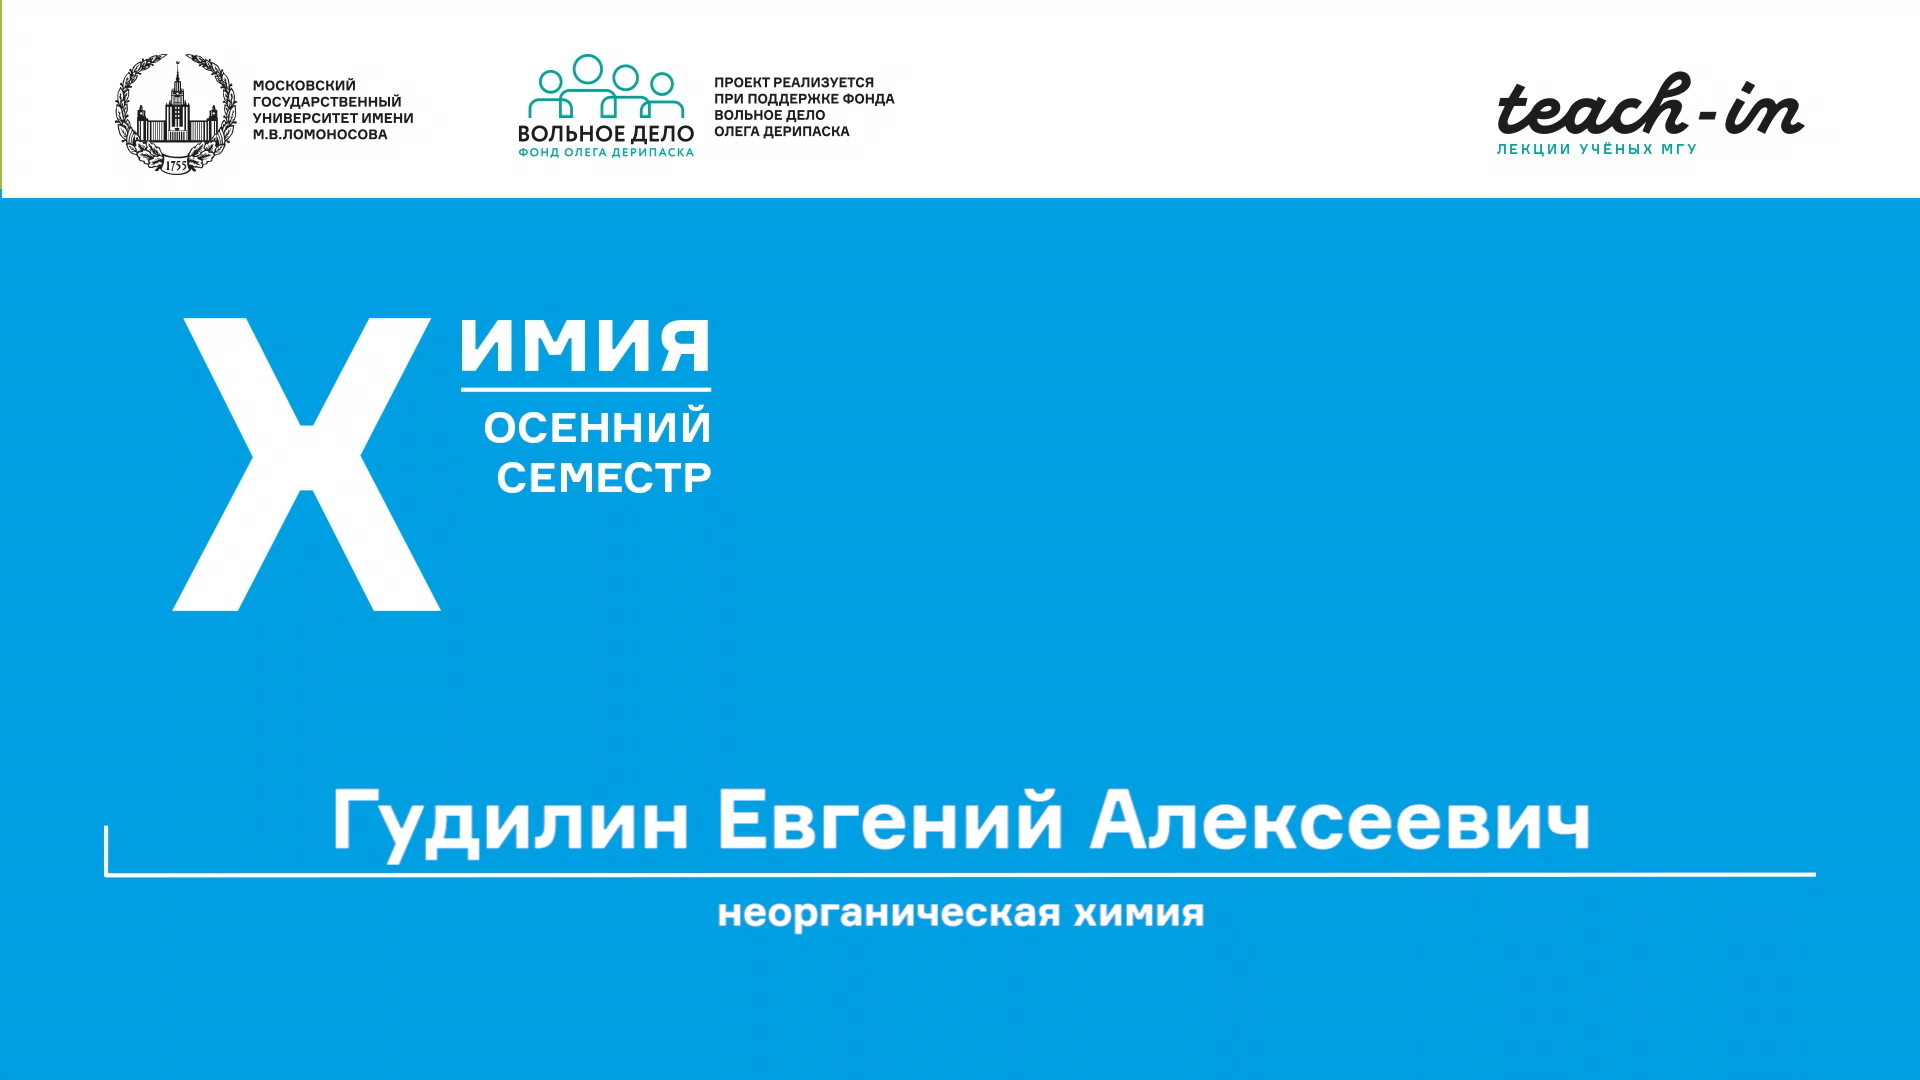 МОСКОВСКИЙ
ГОСУДАРСТВЕННЫЙ
УНИВЕРСИТЕТ ИМЕНИ
М.В.ЛОМОНОСОВА
1755
ВОЛЬНОЕ ДЕЛО
ФОНД ОЛЕГА ДЕРИПАСКА
ПРОЕКТ РЕАЛИЗУЕТСЯ
ПРИ ПОДДЕРЖКЕ ФОНДА
ВОЛЬНОЕ ДЕЛО
ОЛЕГА ДЕРИПАСКА
teach-in
ЛЕКЦИИ УЧЁНЫХ МГУ
ХИМИЯ
ОСЕННИЙ
СЕМЕСТР
Гудилин Евгений Алексеевич
неорганическая химия